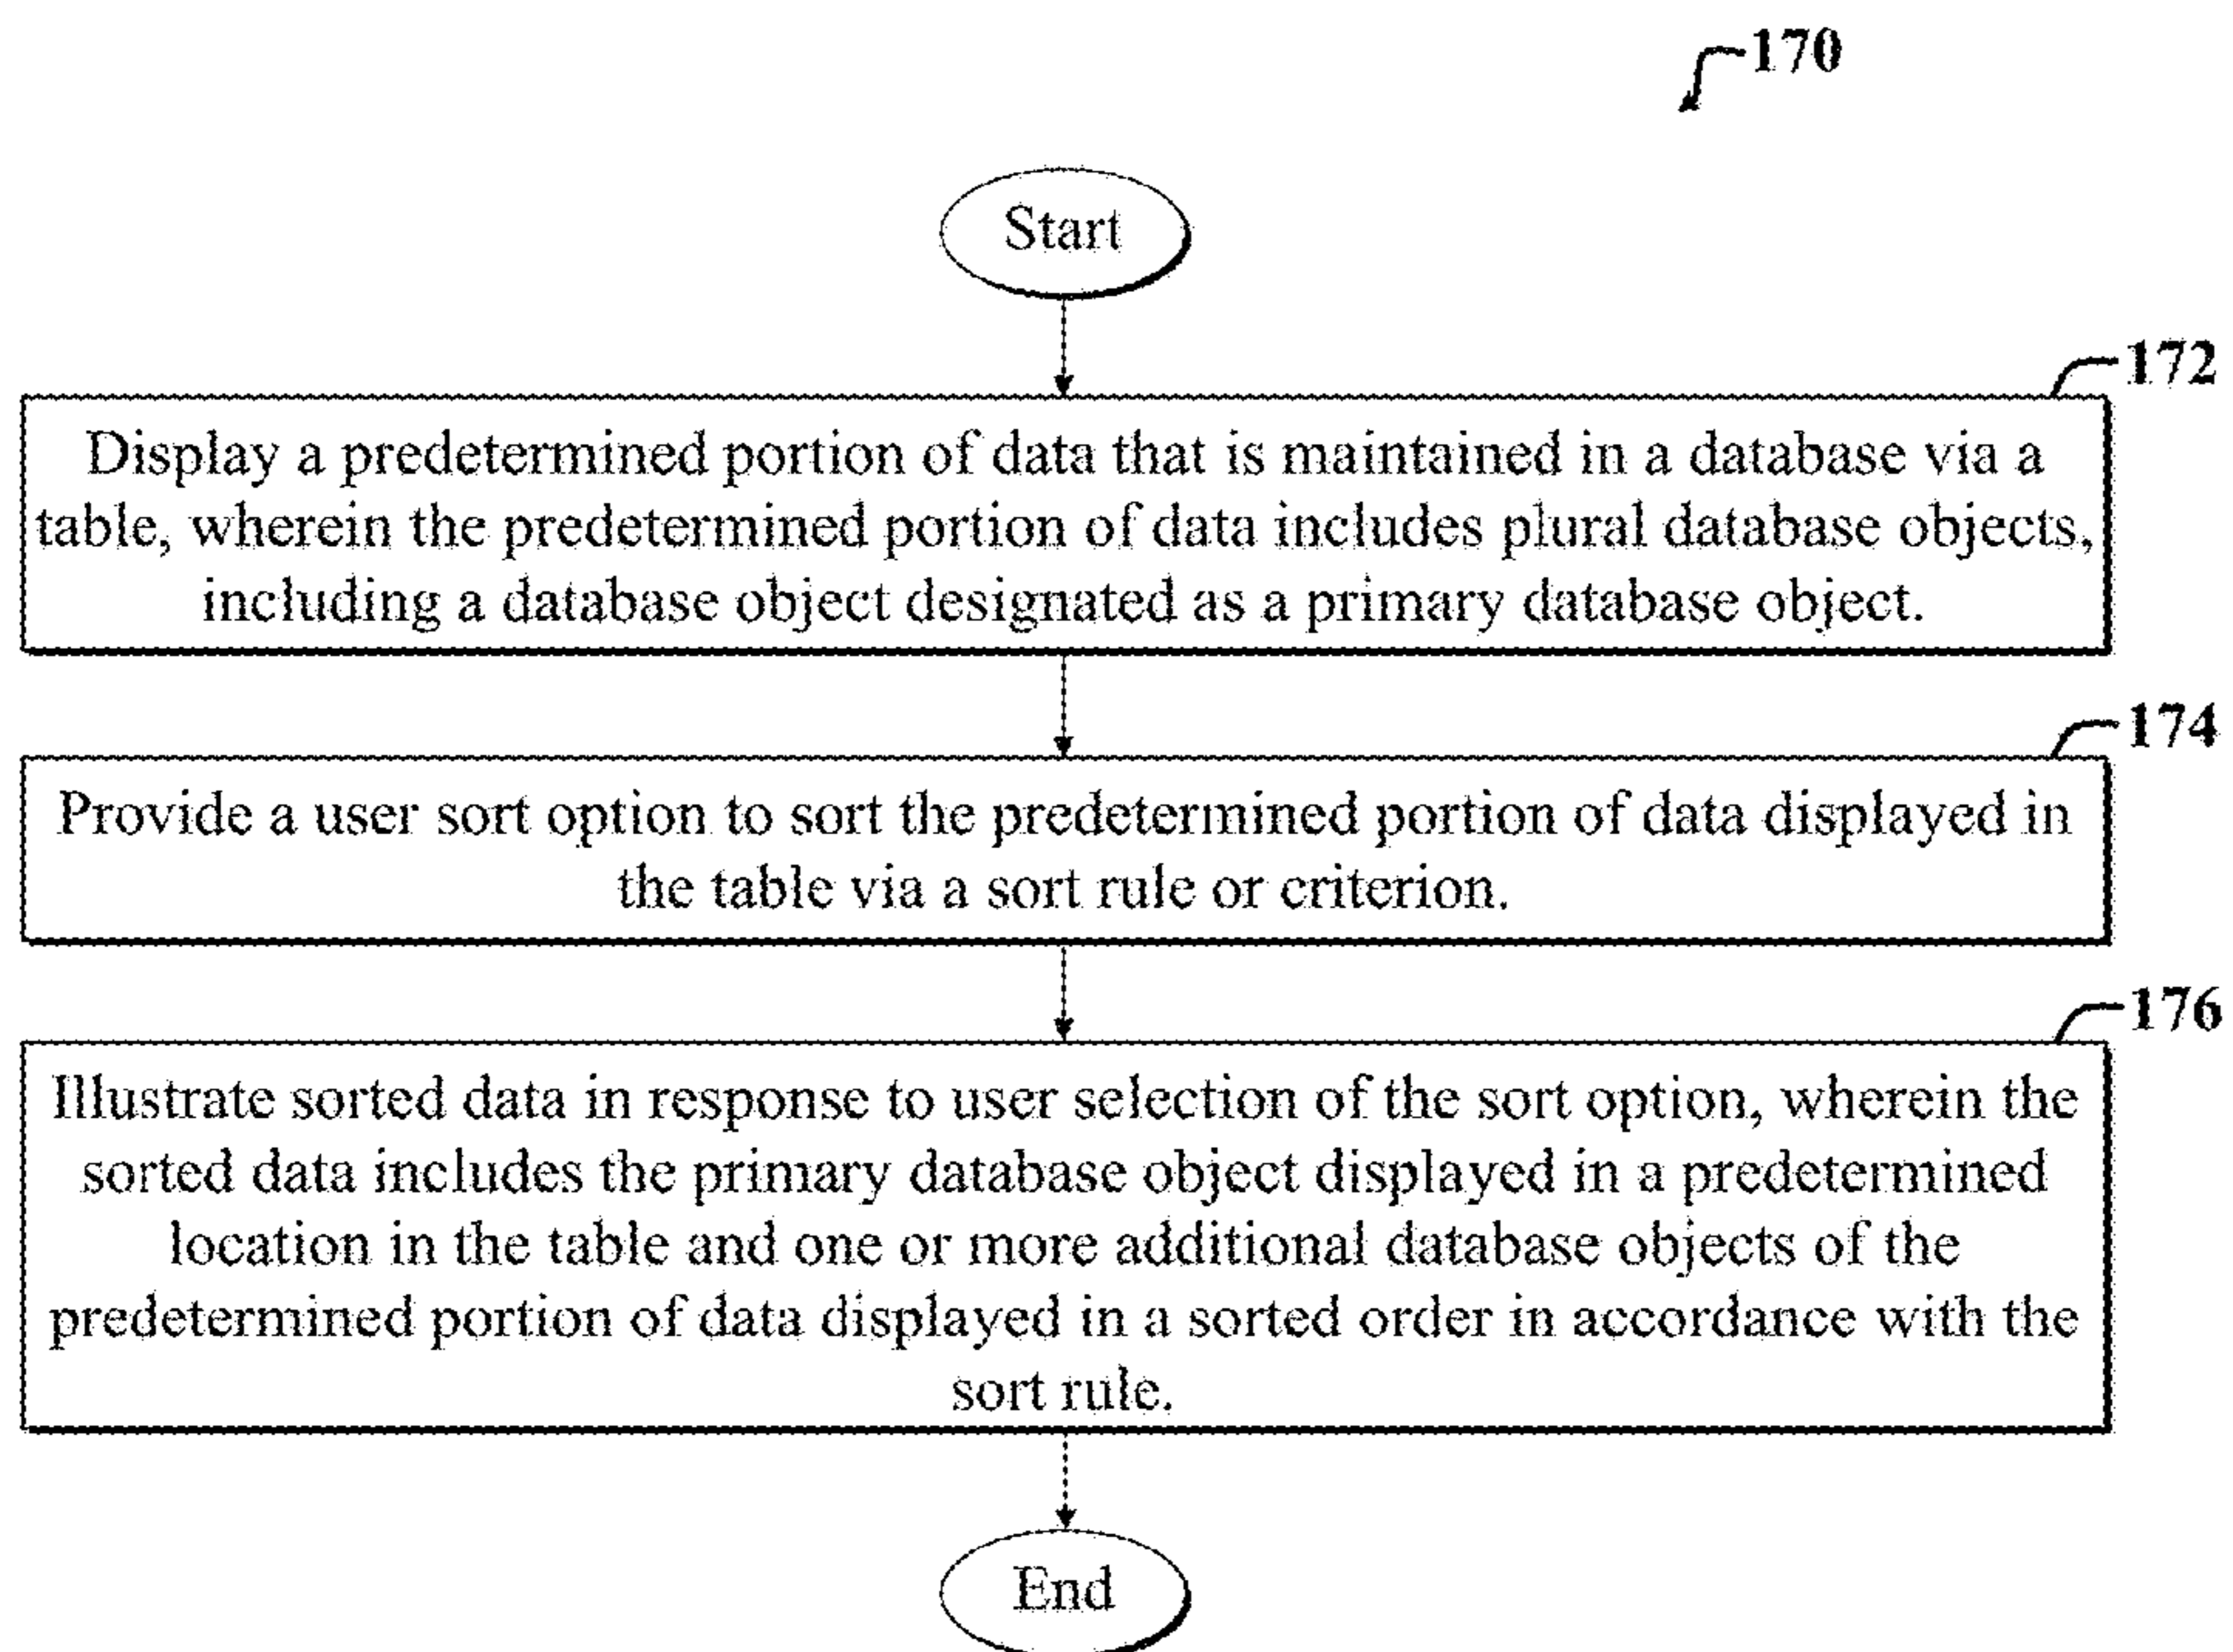 170
Start
172
Display a predetermined portion of data that is maintained in a database via a
table, wherein the predetermined portion of data includes plural database objects,
including a database object designated as a primary database object.
174
Provide a user sort option to sort the predetermined portion of data displayed in
the table via a sort rule or criterion.
176
Illustrate sorted data in response to user selection of the sort option, wherein the
sorted data includes the primary database object displayed in a predetermined
location in the table and one or more additional database objects of the
predetermined portion of data displayed in a sorted order in accordance with the
sort rule.
End